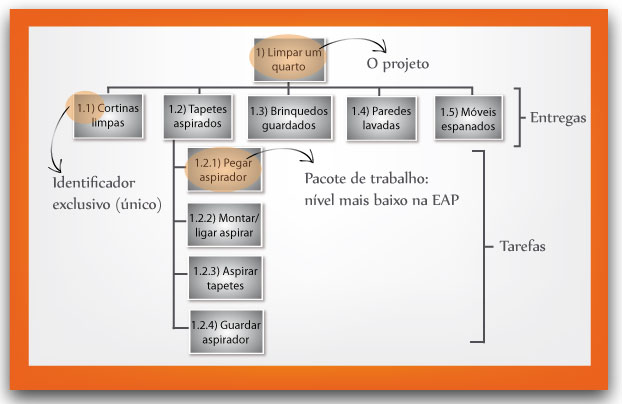 1) Limpar um
quarto
O projeto
1.1) Cortinas
limpas
1.2) Tapetes
aspirados
1.3) Brinquedos
guardados
1.4) Paredes
lavadas
1.5) Móveis
espanados
Entregas
Identificador
exclusivo (único)
1.2.1) Pegar
aspirador
Pacote de trabalho:
nível mais baixo na EAP
1.2.2) Montar/
ligar aspirar
Tarefas
1.2.3) Aspirar
tapetes
1.2.4) Guardar
aspirador